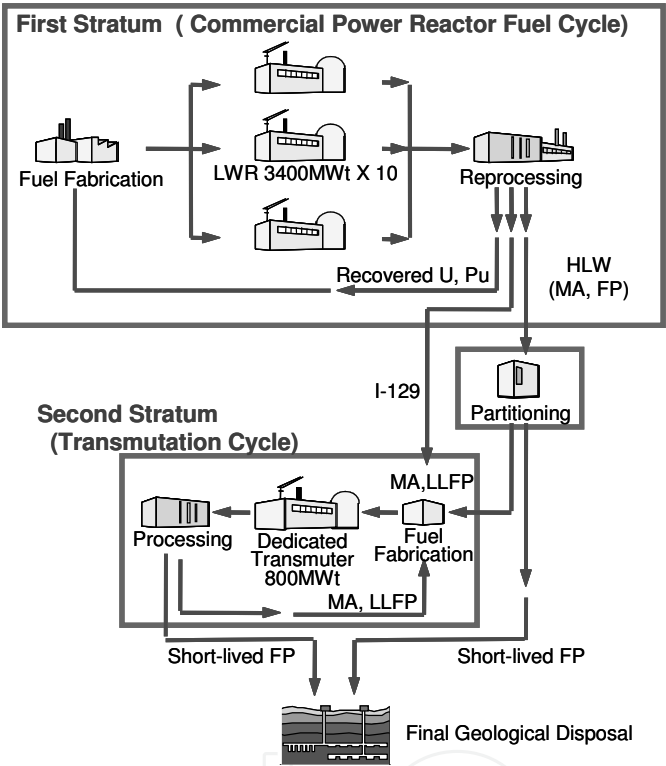 First Stratum ( Commercial Power Reactor Fuel Cycle)
Fuel Fabrication
LWR 3400MWt X 10
Reprocessing
Recovered U, Pu
HLW
(MA, FP)
I-129
Partitioning
Second Stratum
(Transmutation Cycle)
MA,LLFP
Processing
Dedicated
Transmuter
800MWt
Fuel
Fabrication
MA, LLFP
Short-lived FP
Short-lived FP
Final Geological Disposal